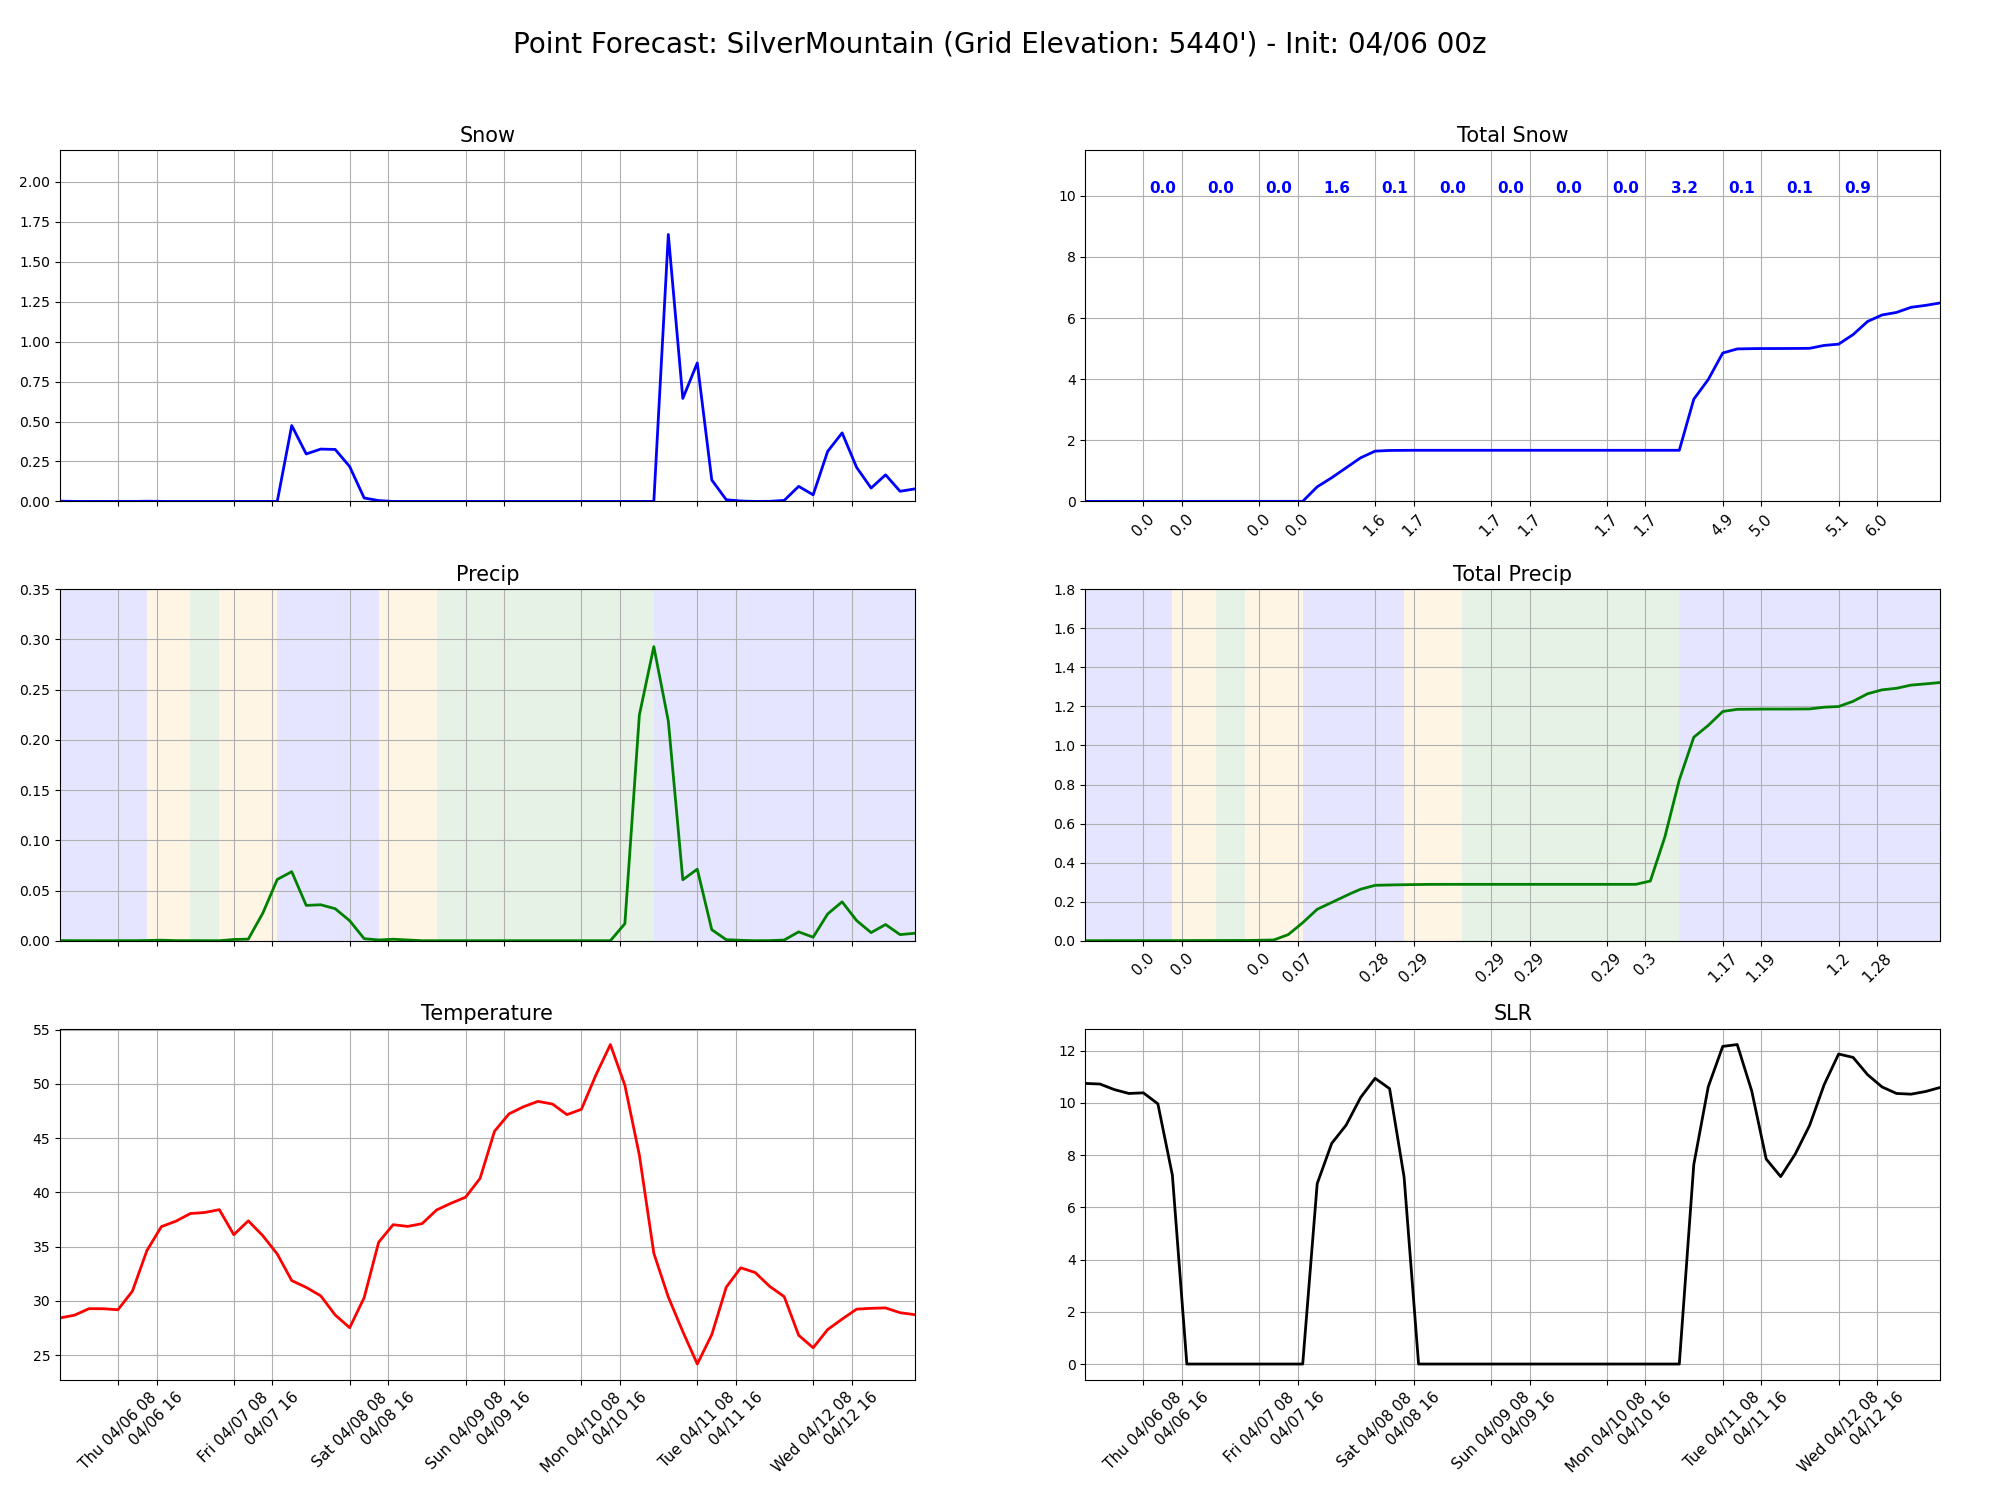 Point Forecast: SilverMountain (Grid Elevation: 5440') - Init: 04/06 00z
Snow
2.00
1.75
1.50
1.25
1.00
0.75
0.50
0.25
0.00
Total Snow
0.0 0.0 0.0 1.6 0.1 0.0 0.0 0.0 0.0 3.2 0.1 0.1 0.9
10
8
6
4
2
0
0.0 0.0 0.0 0.0 1.6 1.7 1.7 1.7 1.7 1.7 4.9 5.0 5.1 6.0
Precip
0.35
0.30
0.25
0.20
0.15
0.10
0.05
0.00
Total Precip
1.8
1.6
1.4
1.2
1.0
0.8
0.6
0.4
0.2
0.0
0.0 0.0 0.0 0.07 0.28 0.29 0.29 0.29 0.29 0.3 1.17 1.19 1.2 1.28
Temperature
55
50
45
40
35
30
25
Thu 04/06 08
04/06 16
Fri 04/07 08
04/07 16
Sat 04/08 08
04/08 16
Sun 04/09 08
04/09 16
Mon 04/10 08
04/10 16
Tue 04/11 08
04/11 16
Wed 04/12 08
04/12 16
SLR
12
10
8
6
4
2
0
Thu 04/06 08
04/06 16
Fri 04/07 08
04/07 16
Sat 04/08 08
04/08 16
Sun 04/09 08
04/09 16
Mon 04/10 08
04/10 16
Tue 04/11 08
04/11 16
Wed 04/12 08
04/12 16